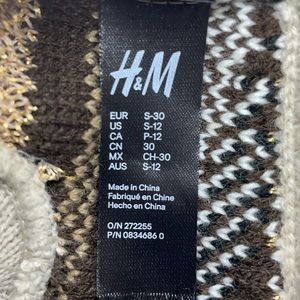 H&M
EUR S-30
US S-12
CA P-12
CN 30
MX CH-30
AUS S-12
Made in China
Fabriqué en Chine
Hecho en China
O/N 272255
P/N 0834686 0